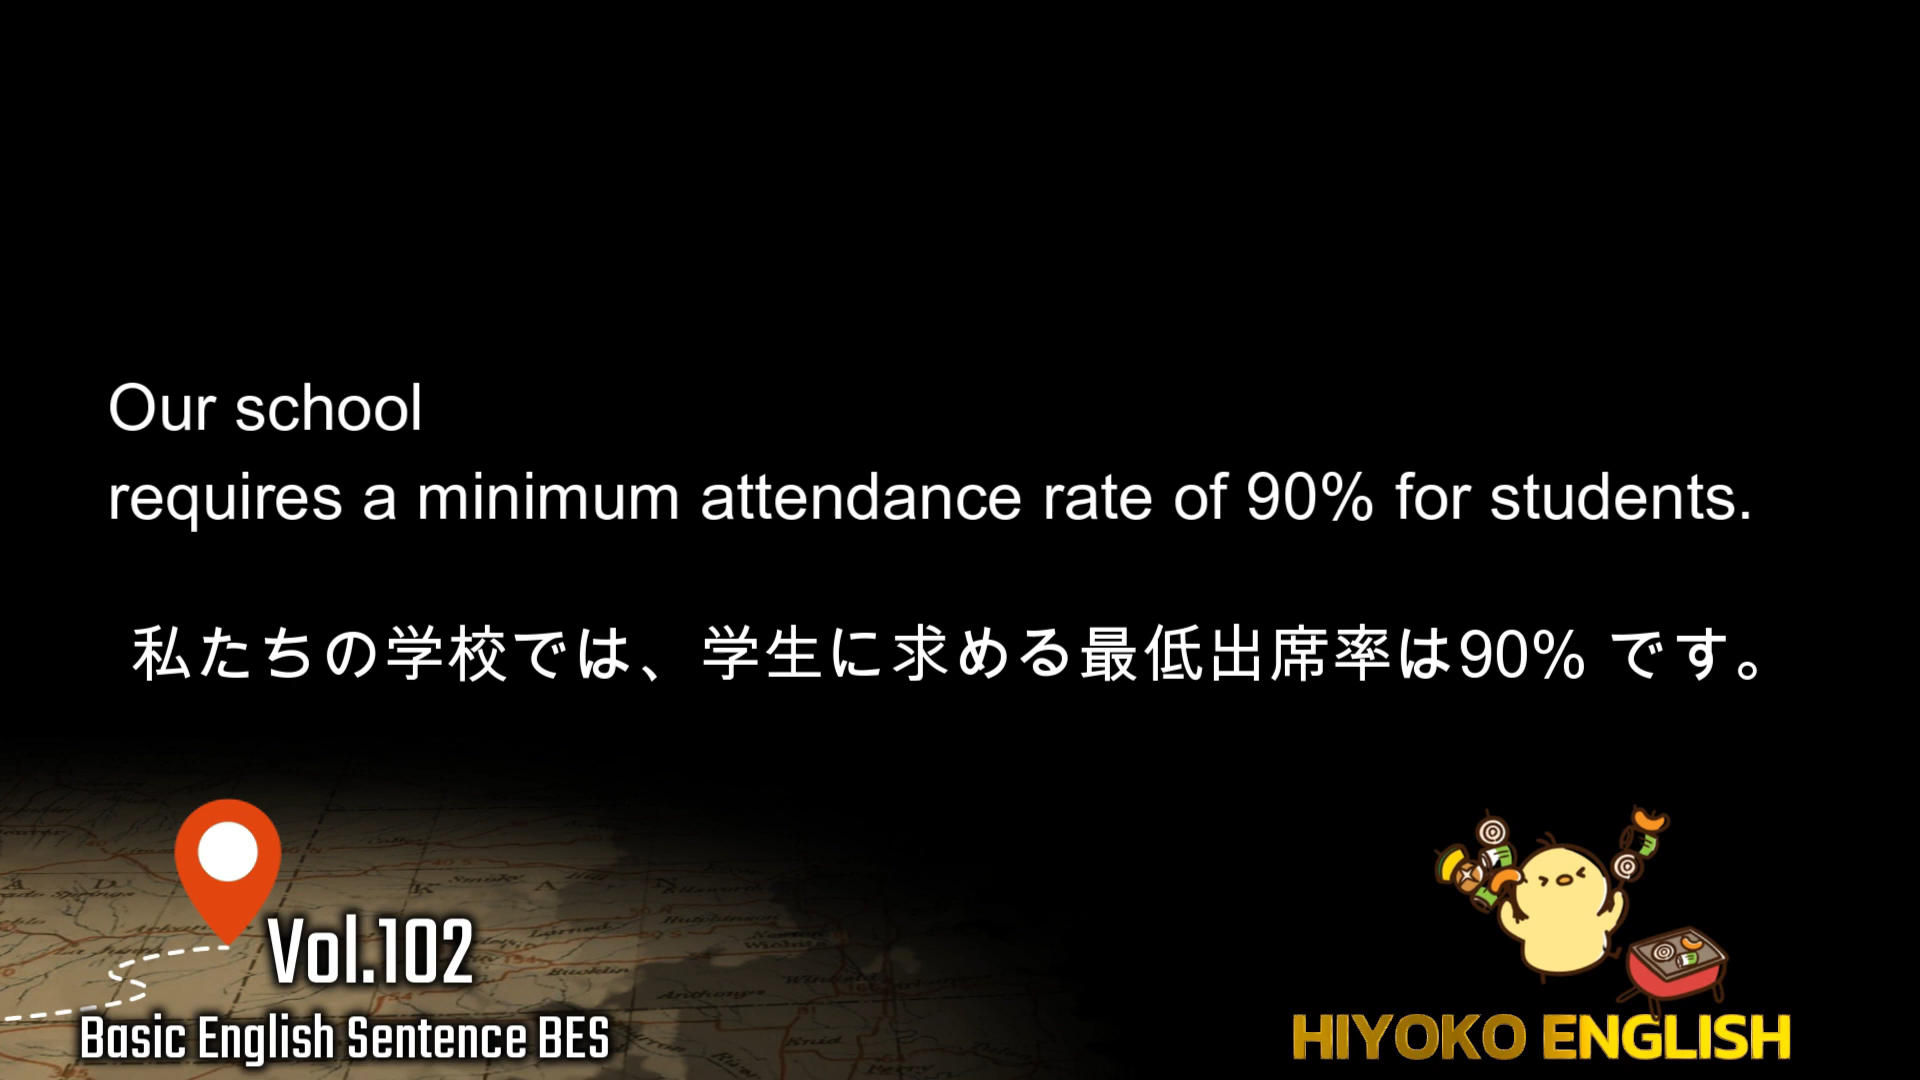 Our school
requires a minimum attendance rate of 90% for students.
私たちの学校では、学生に求める最低出席率は90% です。
Vol.102
Basic English Sentence BES
HIYOKO ENGLISH